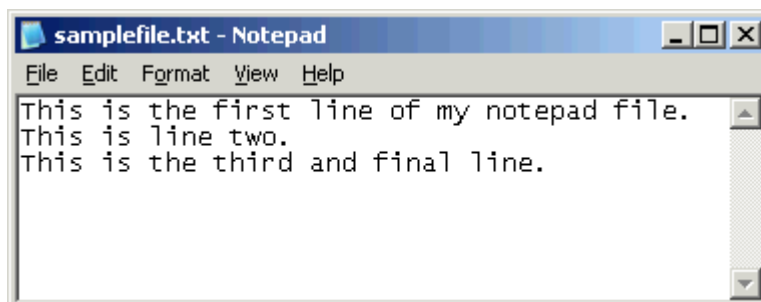 samplefile.txt - Notepad
File Edit Format View Help
This is the first line of my notepad file.
This is line two.
This is the third and final line.